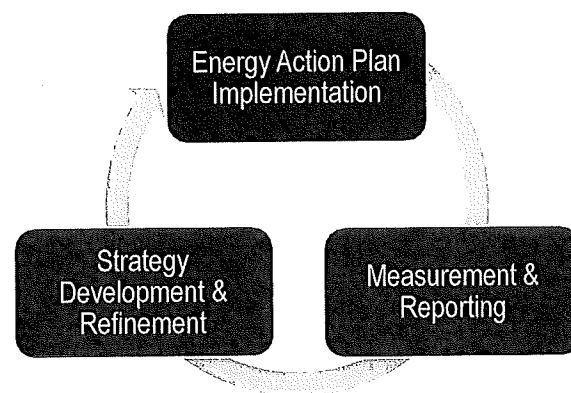 Energy Action Plan
Implementation
Strategy
Development &
Refinement
Measurement &
Reporting